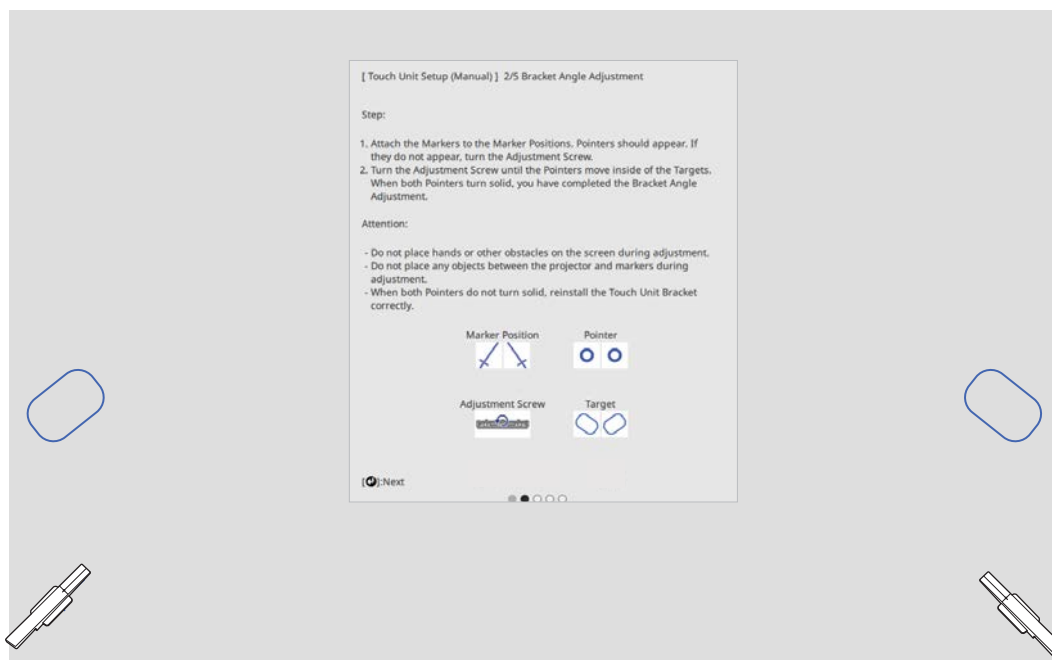 [ Touch Unit Setup (Manual) ] 2/5 Bracket Angle Adjustment
Step:
1. Attach the Markers to the Marker Positions. Pointers should appear. If
they do not appear, turn the Adjustment Screw.
2. Turn the Adjustment Screw until the Pointers move inside of the Targets.
When both Pointers turn solid, you have completed the Bracket Angle
Adjustment.
Attention:
- Do not place hands or other obstacles on the screen during adjustment.
- Do not place any objects between the projector and markers during
adjustment.
- When both Pointers do not turn solid, reinstall the Touch Unit Bracket
correctly.
Marker Position Pointer
Adjustment Screw Target
[ ]:Next